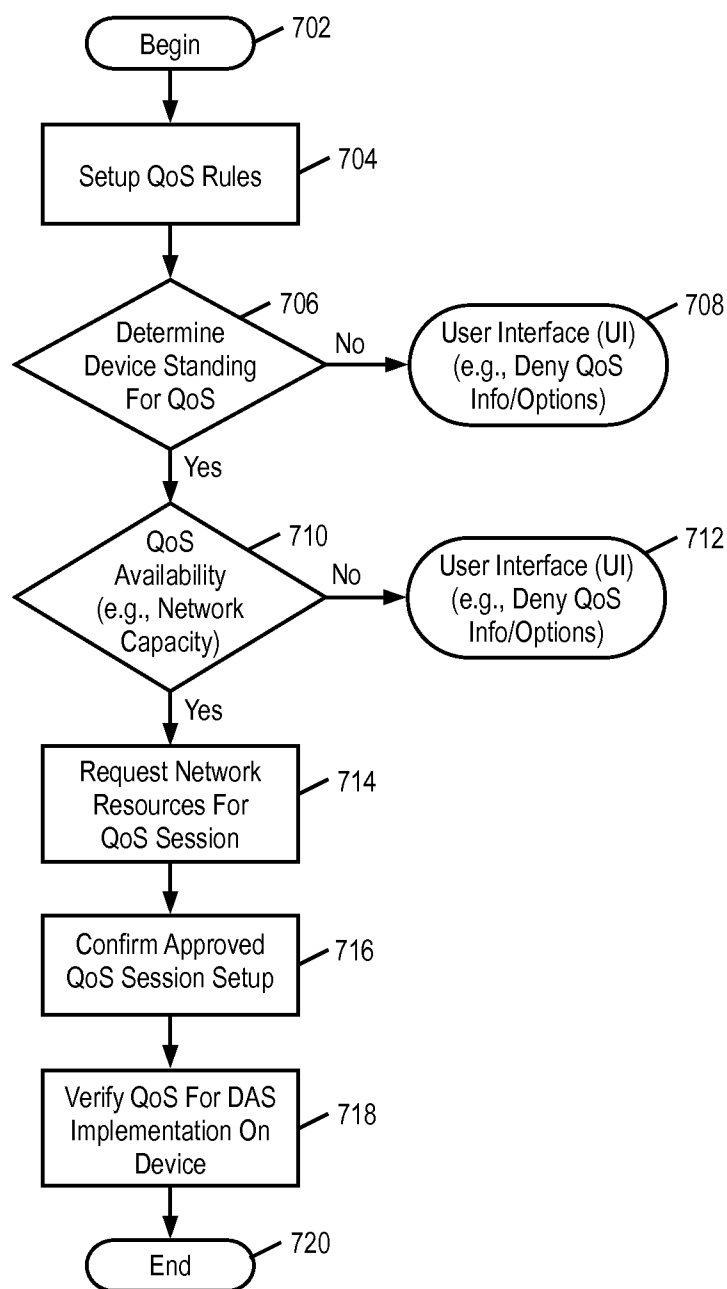 Begin
702
Setup QoS Rules
704
706
Determine
Device Standing
For QoS
No
708
User Interface (UI)
(e.g., Deny QoS
Info/Options)
Yes
710
QoS
Availability
(e.g., Network
Capacity)
No
712
User Interface (UI)
(e.g., Deny QoS
Info/Options)
Yes
Request Network
Resources For
QoS Session
714
Confirm Approved
QoS Session Setup
716
Verify QoS For DAS
Implementation On
Device
718
End
720